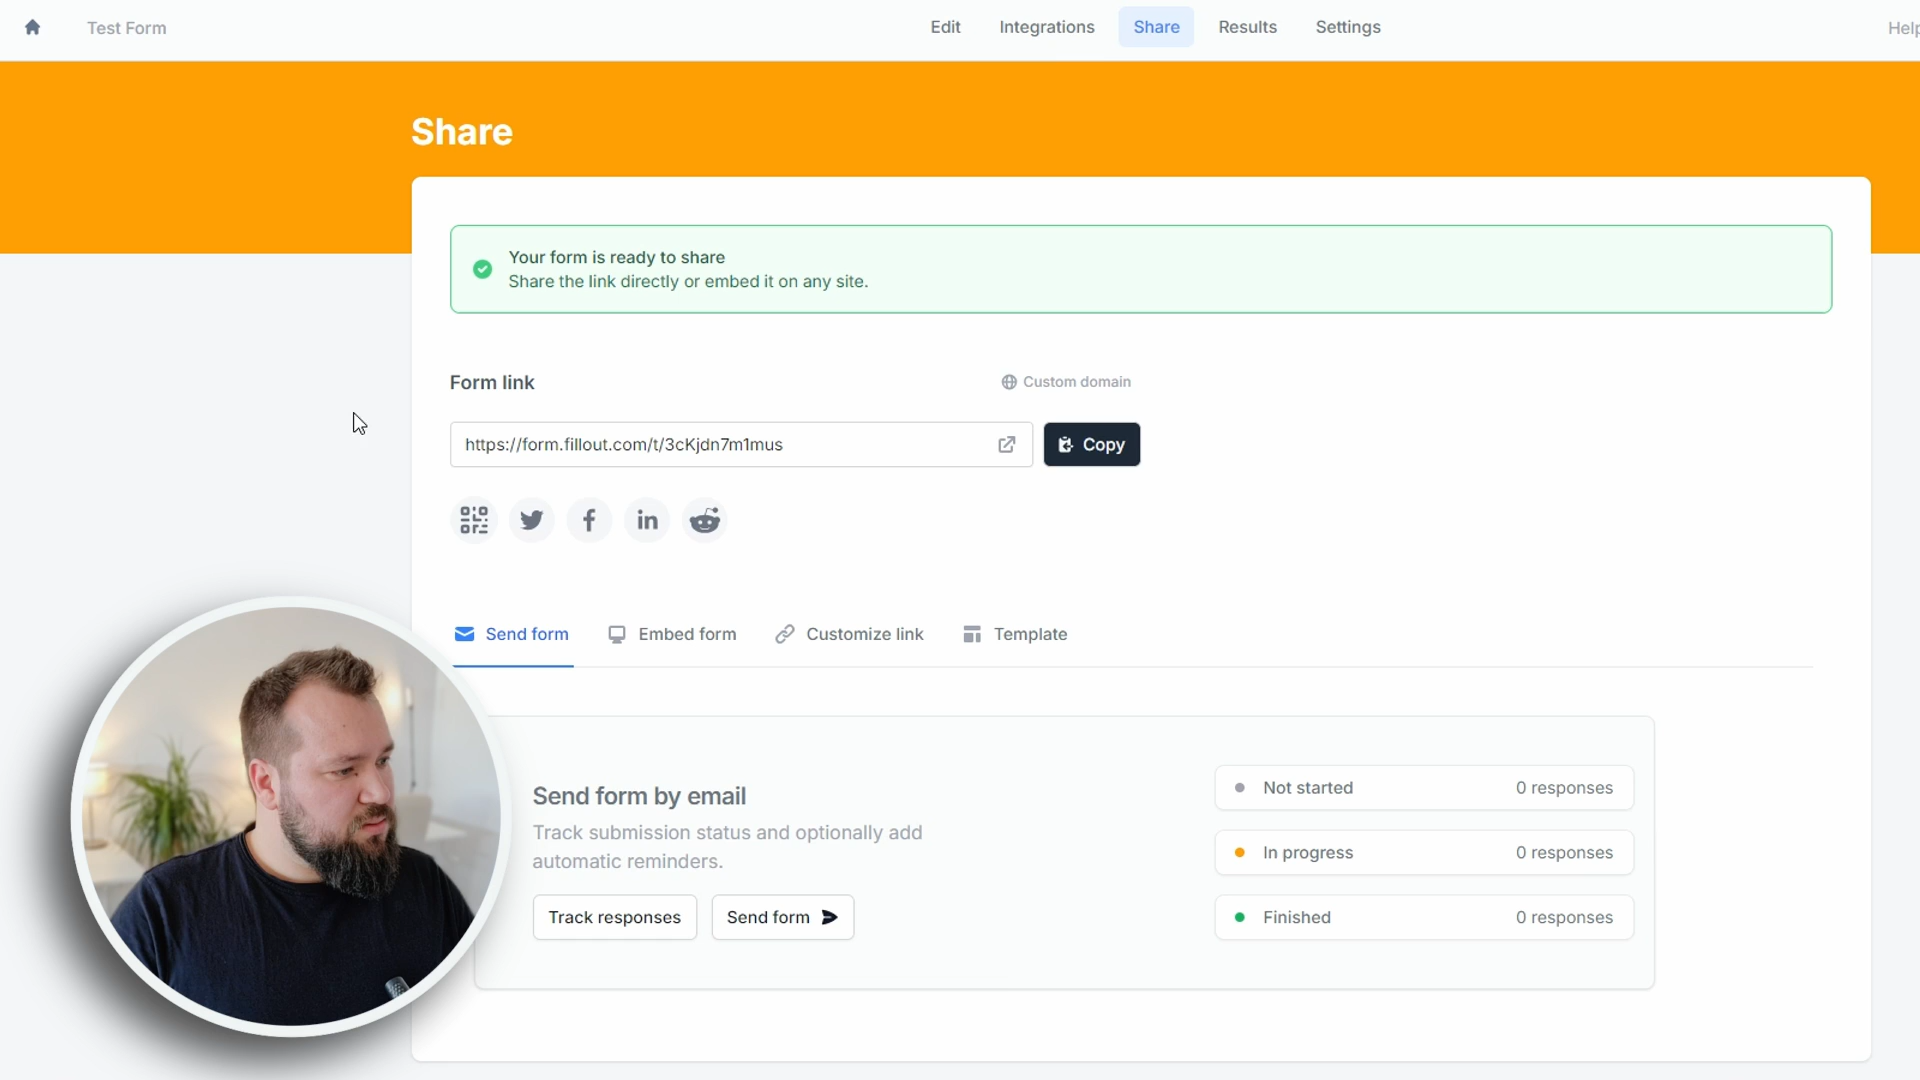 Test Form
Edit
Integrations
Share
Results
Settings
Help
Share
Your form is ready to share
Share the link directly or embed it on any site.
Form link
Custom domain
https://form.fillout.com/t/3cKjdn7m1mus
Copy
Send form
Embed form
Customize link
Template
Send form by email
Track submission status and optionally add
automatic reminders.
Track responses
Send form
Not started
0 responses
In progress
0 responses
Finished
0 responses